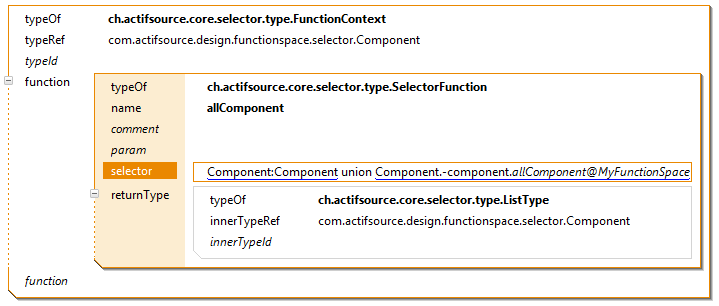 typeOf ch.actifsource.core.selector.type.FunctionContext
typeRef com.actifsource.design.functionspace.selector.Component
typeId
function
typeOf ch.actifsource.core.selector.type.SelectorFunction
name allComponent
comment
param
selector Component:Component union Component.-component.allComponent@MyFunctionSpace
returnType
typeOf ch.actifsource.core.selector.type.ListType
innerTypeRef com.actifsource.design.functionspace.selector.Component
innerTypeId
function